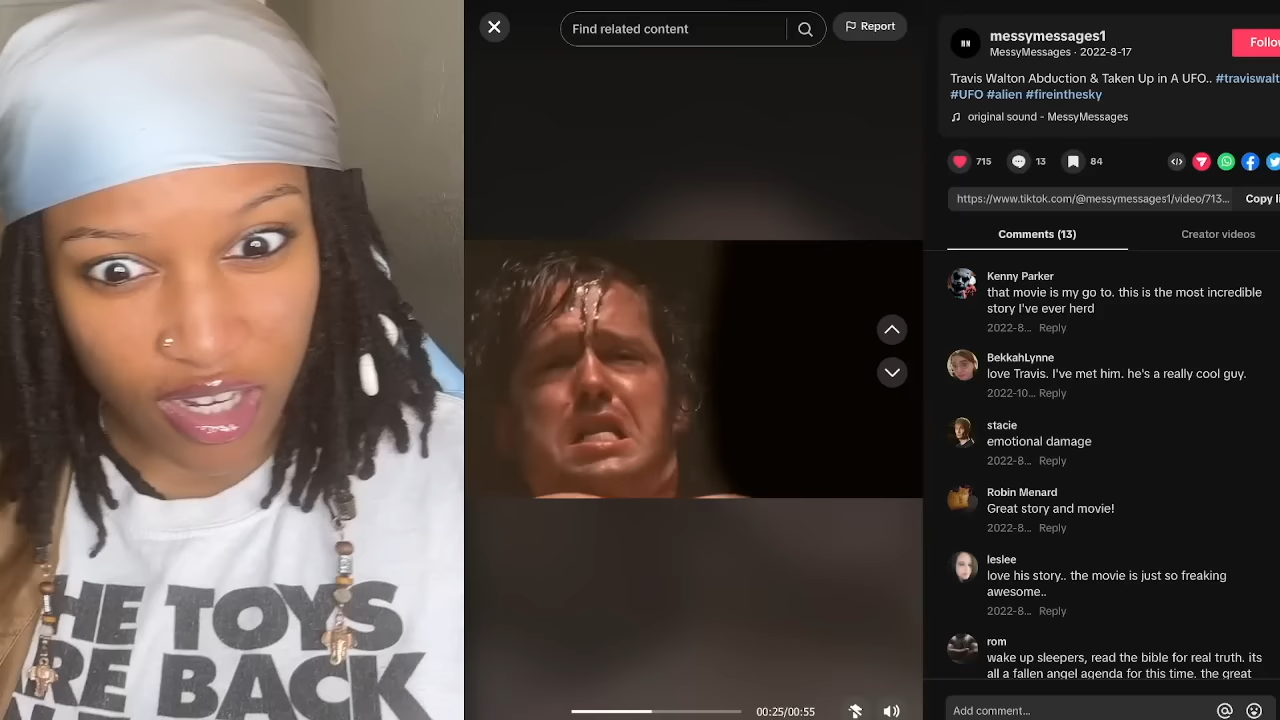 HE TOYS
RE BACK
Find related content
Report
messymessages1
MessyMessages · 2022-8-17
Follo
Travis Walton Abduction & Taken Up in A UFO.. #traviswalt
#UFO #alien #fireinthesky
original sound - MessyMessages
715
13
84
https://www.tiktok.com/@messymessages1/video/713...
Copy li
Comments (13)
Creator videos
Kenny Parker
that movie is my go to. this is the most incredible
story I've ever herd
2022-8... Reply
BekkahLynne
love Travis. I've met him. he's a really cool guy.
2022-10... Reply
stacie
emotional damage
2022-8... Reply
Robin Menard
Great story and movie!
2022-8... Reply
leslee
love his story.. the movie is just so freaking
awesome..
2022-8... Reply
rom
wake up sleepers, read the bible for real truth. its
all a fallen angel agenda for this time. the great
00:25/00:55
Add comment...